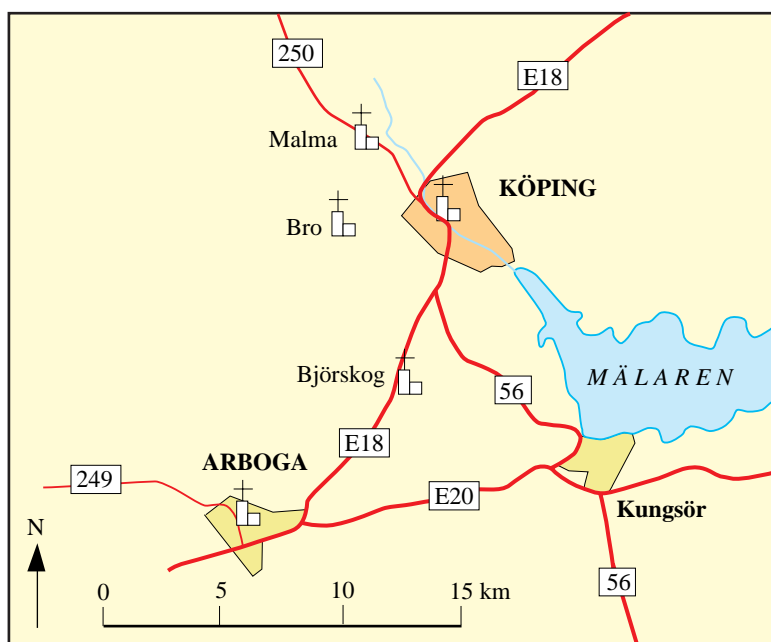 250
E18
Malma
KÖPING
Bro
Björskog
56
MÄLAREN
E18
ARBOGA
249
E20
Kungsör
N
56
0 5 10 15 km